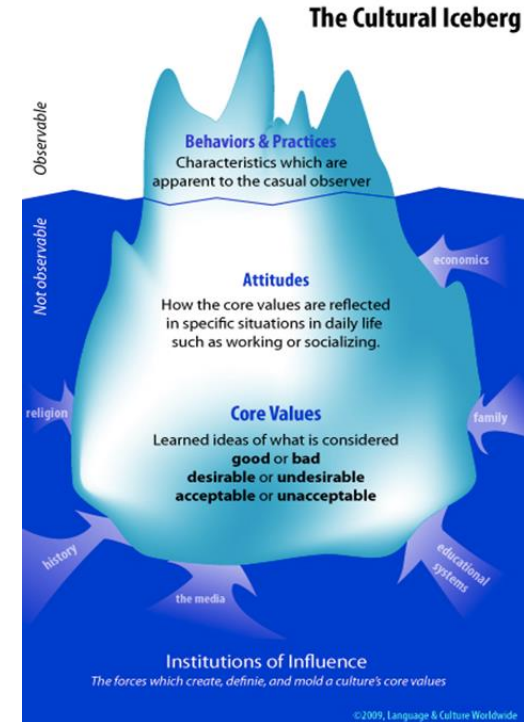 The Cultural Iceberg
Observable
Behaviors & Practices
Characteristics which are
apparent to the casual observer
Not observable
economics
Attitudes
How the core values are reflected
in specific situations in daily life
such as working or socializing.
religion
family
Core Values
Learned ideas of what is considered
good or bad
desirable or undesirable
acceptable or unacceptable
history
the media
educational
systems
Institutions of Influence
The forces which create, definie, and mold a culture's core values
©2009, Language & Culture Worldwide